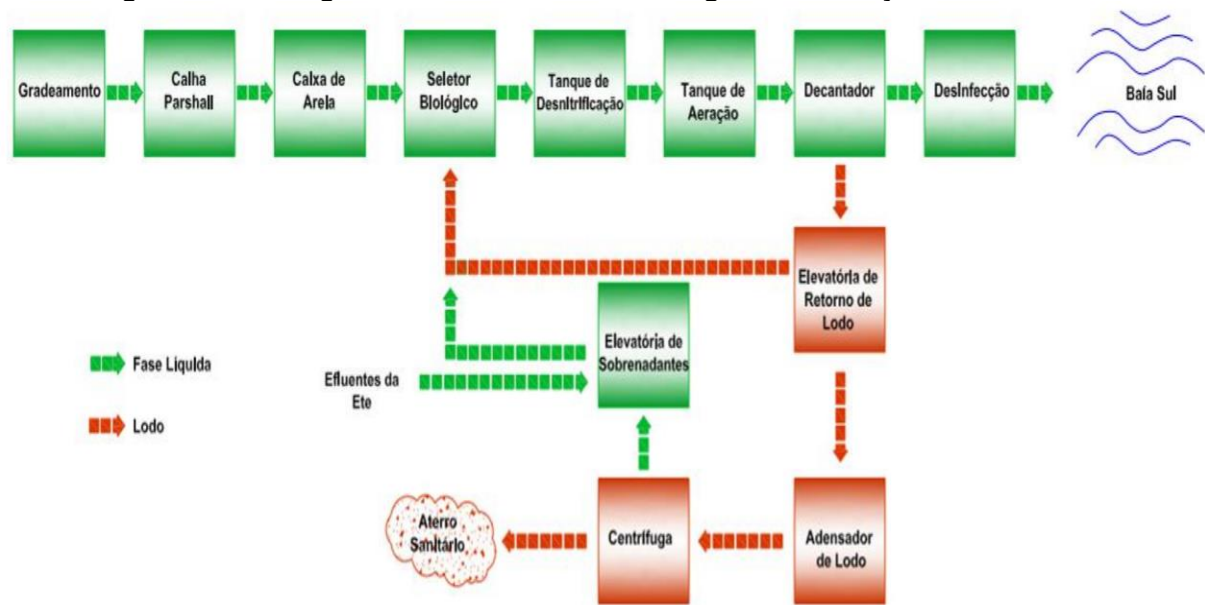 Gradeamento
Calha
Parshall
Caixa de
Areia
Seletor
Biológico
Tanque de
Desnitrificação
Tanque de
Aeração
Decantador
Desinfecção
Baía Sul
Elevatória de
Retorno de
Lodo
Elevatória de
Sobrenadantes
Fase Líquida
Efluentes da
Ete
Lodo
Aterro
Sanitário
Centrífuga
Adensador
de Lodo